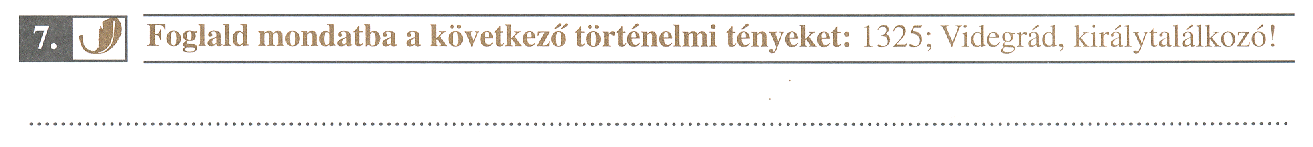 7. Foglald mondatba a következő történelmi tényeket: 1325; Videgrád, királytalálkozó!